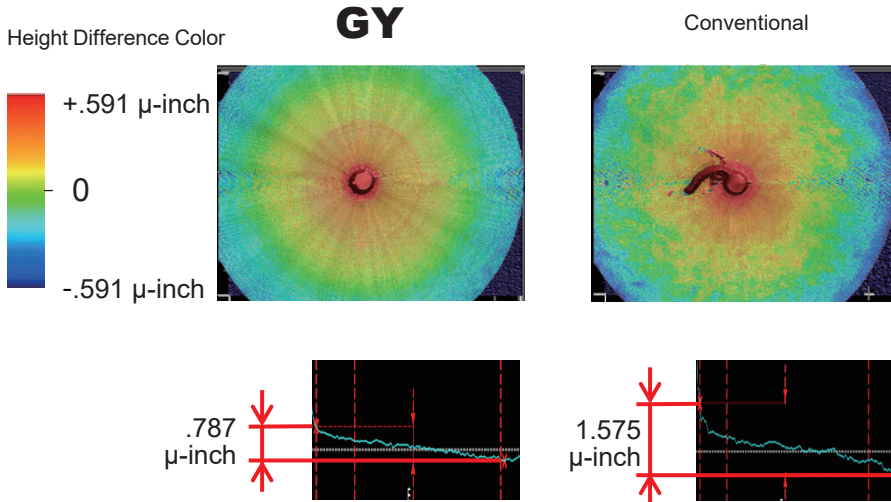 GY
Conventional
Height Difference Color
+.591 μ-inch
0
-.591 μ-inch
.787
μ-inch
1.575
μ-inch